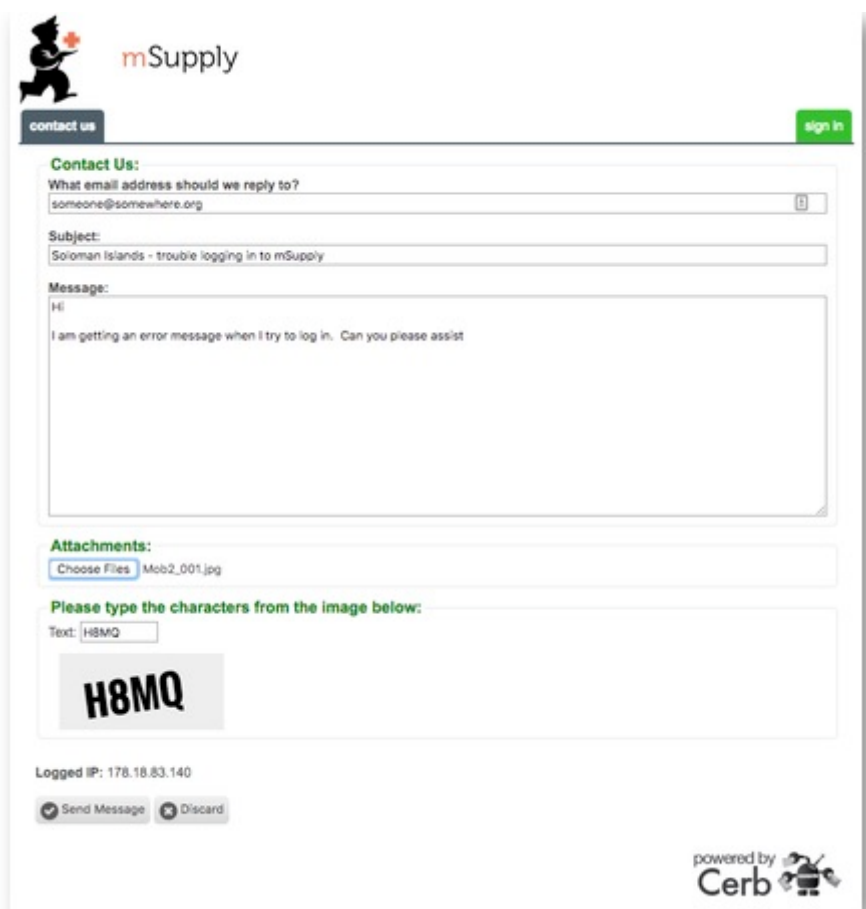 mSupply
contact us
sign in
Contact Us:
What email address should we reply to?
someone@somewhere.org
Subject:
Soloman Islands - trouble logging in to mSupply
Message:
Hi
I am getting an error message when I try to log in. Can you please assist
Attachments:
Choose Files Mob2_001.jpg
Please type the characters from the image below:
Text: H8MQ
H8MQ
Logged IP: 178.18.83.140
Send Message Discard
powered by
Cerb